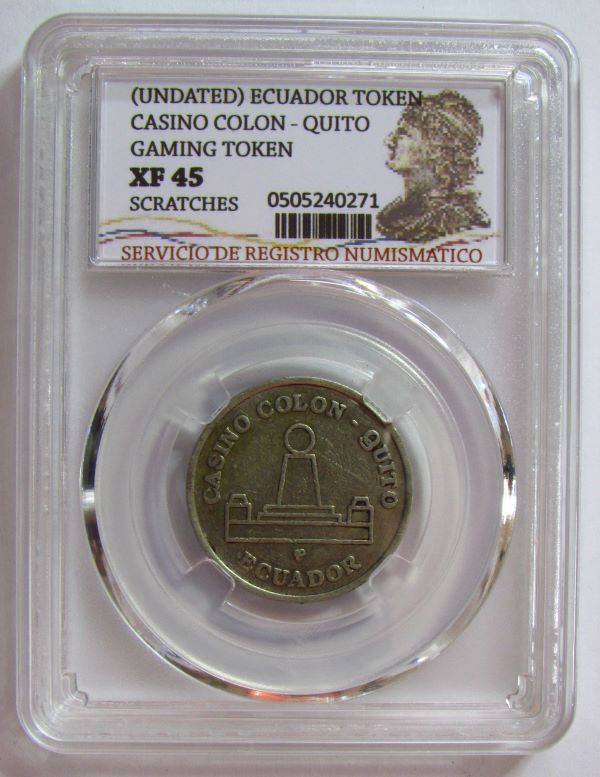 (UNDATED) ECUADOR TOKEN
CASINO COLON - QUITO
GAMING TOKEN
XF 45
SCRATCHES 0505240271
SERVICIO DE REGISTRO NUMISMATICO
CASINO COLON - QUITO
P
ECUADOR